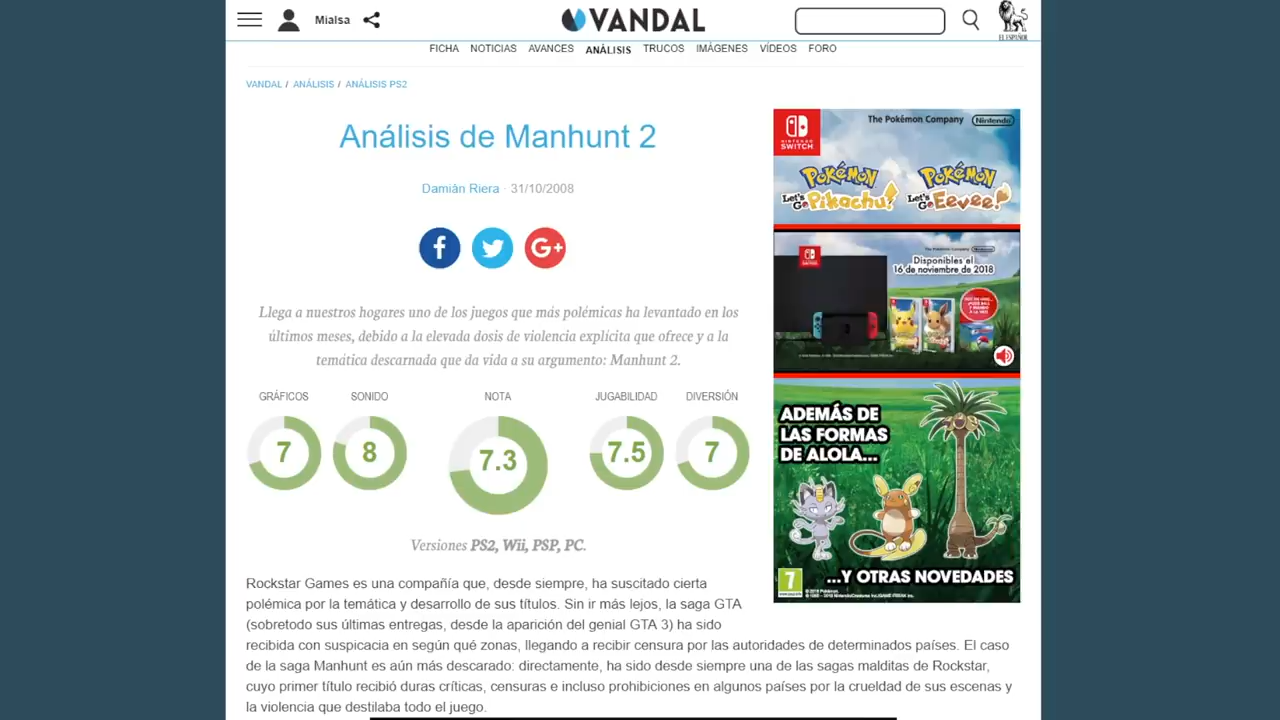 Mialsa
VANDAL
EL ESPAÑOL
FICHA NOTICIAS AVANCES ANÁLISIS TRUCOS IMÁGENES VÍDEOS FORO
VANDAL / ANÁLISIS / ANÁLISIS PS2
Análisis de Manhunt 2
Damián Riera · 31/10/2008
Llega a nuestros hogares uno de los juegos que más polémicas ha levantado en los
últimos meses, debido a la elevada dosis de violencia explícita que ofrece y a la
temática descarnada que da vida a su argumento: Manhunt 2.
GRÁFICOS SONIDO NOTA JUGABILIDAD DIVERSIÓN
7 8 7.3 7.5 7
Versiones PS2, Wii, PSP, PC.
Rockstar Games es una compañía que, desde siempre, ha suscitado cierta
polémica por la temática y desarrollo de sus títulos. Sin ir más lejos, la saga GTA
(sobretodo sus últimas entregas, desde la aparición del genial GTA 3) ha sido
recibida con suspicacia en según qué zonas, llegando a recibir censura por las autoridades de determinados países. El caso
de la saga Manhunt es aún más descarado: directamente, ha sido desde siempre una de las sagas malditas de Rockstar,
cuyo primer título recibió duras críticas, censuras e incluso prohibiciones en algunos países por la crueldad de sus escenas y
la violencia que destilaba todo el juego.
NINTENDO
SWITCH
The Pokémon Company Nintendo
POKÉMON POKÉMON
Let's Go Pikachu! Let's Go Eevee!
The Pokémon Company Nintendo
Disponibles el
16 de noviembre de 2018
ADEMÁS DE
LAS FORMAS
DE ALOLA...
7
...Y OTRAS NOVEDADES